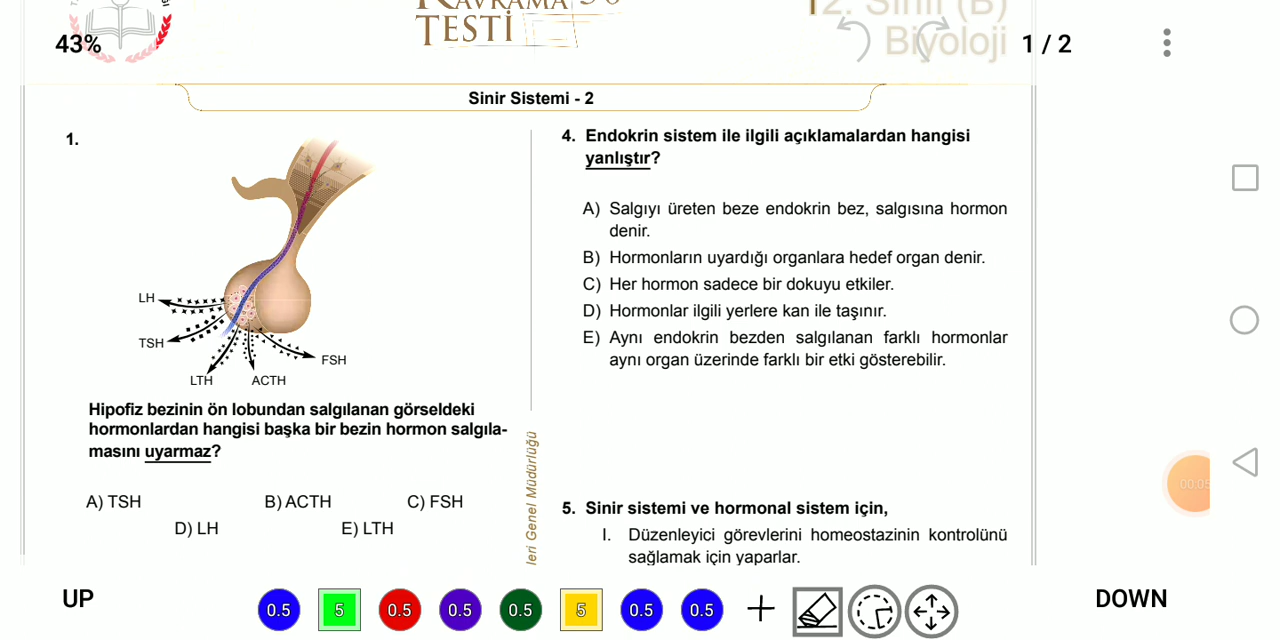 43%
TESTİ
12. Sınıf (B)
Biyoloji
1 / 2
Sinir Sistemi - 2
1.
LH
TSH
LTH
ACTH
FSH
Hipofiz bezinin ön lobundan salgılanan görseldeki
hormonlardan hangisi başka bir bezin hormon salgıla-
masını uyarmaz?
A) TSH B) ACTH C) FSH
D) LH E) LTH
leri Genel Müdürlüğü
4. Endokrin sistem ile ilgili açıklamalardan hangisi
yanlıştır?
A) Salgıyı üreten beze endokrin bez, salgısına hormon
denir.
B) Hormonların uyardığı organlara hedef organ denir.
C) Her hormon sadece bir dokuyu etkiler.
D) Hormonlar ilgili yerlere kan ile taşınır.
E) Aynı endokrin bezden salgılanan farklı hormonlar
aynı organ üzerinde farklı bir etki gösterebilir.
5. Sinir sistemi ve hormonal sistem için,
I. Düzenleyici görevlerini homeostazinin kontrolünü
sağlamak için yaparlar.
00:05
UP
0.5 5 0.5 0.5 0.5 5 0.5 0.5
DOWN